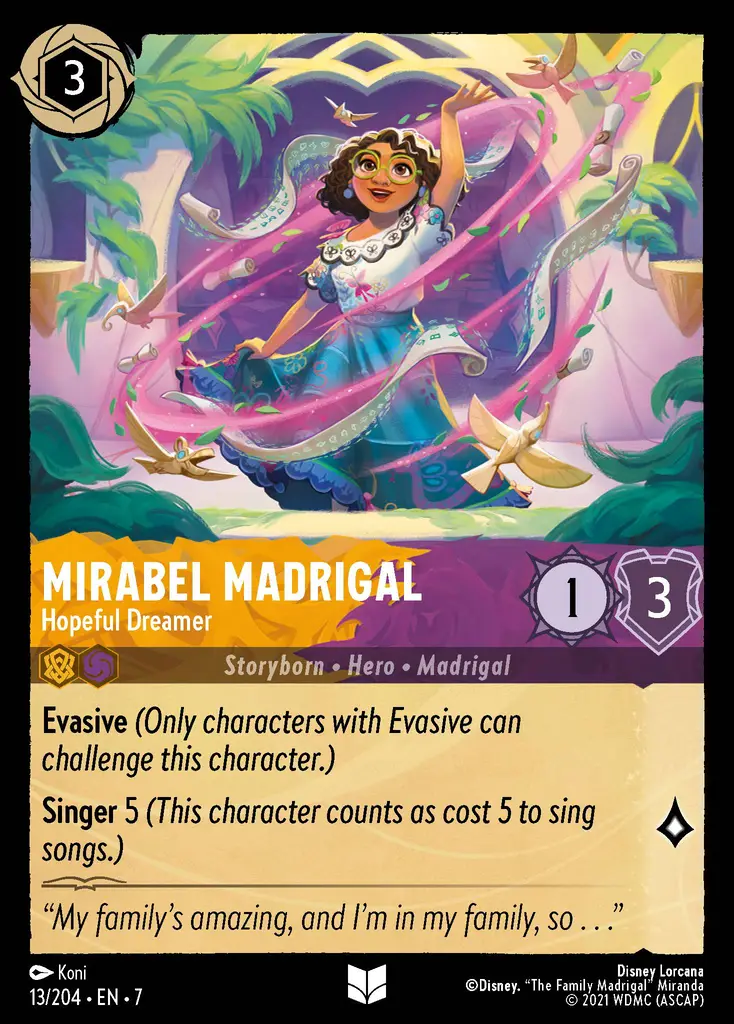 3
MIRABEL MADRIGAL
Hopeful Dreamer
1
3
Storyborn • Hero • Madrigal
Evasive (Only characters with Evasive can
challenge this character.)
Singer 5 (This character counts as cost 5 to sing
songs.)
“My family’s amazing, and I’m in my family, so . . .”
Koni
13/204 • EN • 7
Disney Lorcana
©Disney. “The Family Madrigal” Miranda
© 2021 WDMC (ASCAP)